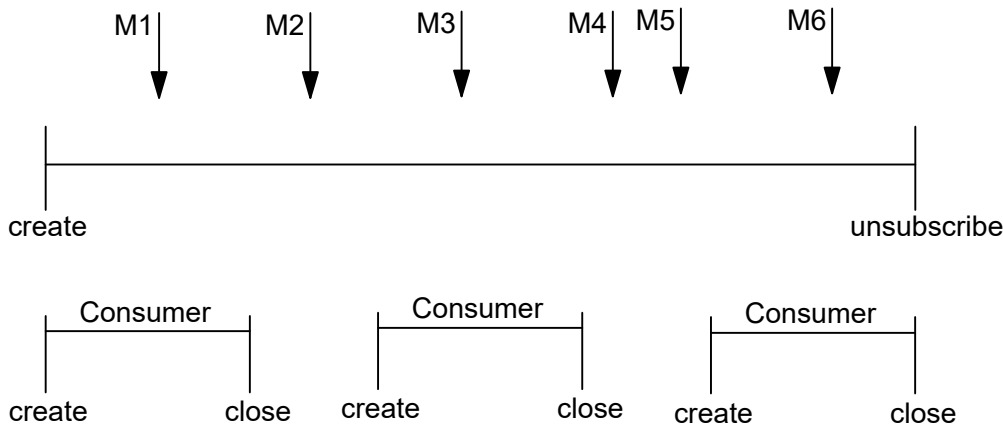 M1 M2 M3 M4 M5 M6
create unsubscribe
Consumer Consumer Consumer
create close create close create close